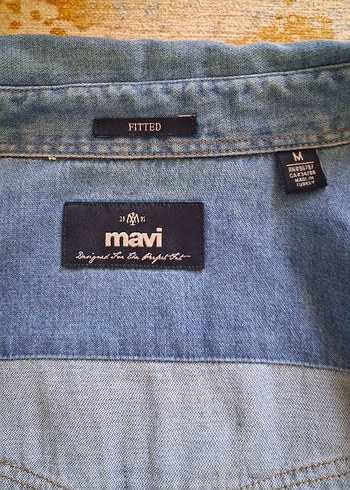 FITTED
M
MADE IN
TURKEY
19 M 91
mavi
Designed For The Perfect Fit